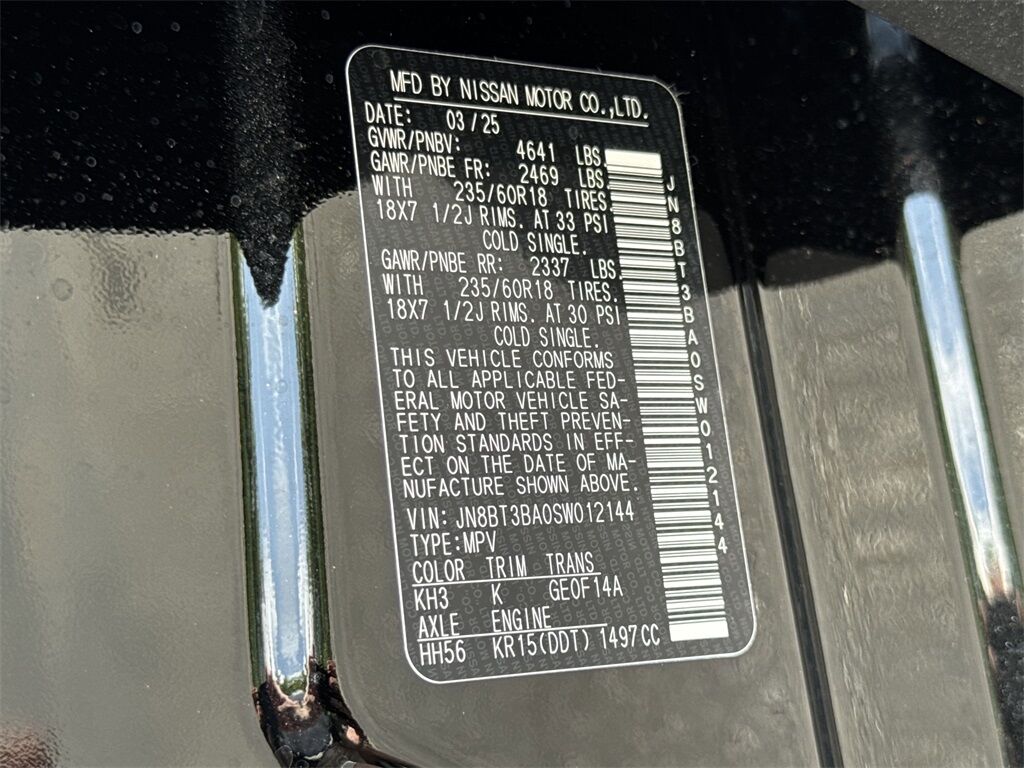 MFD BY NISSAN MOTOR CO.,LTD.
DATE: 03/25
GVWR/PNBV: 4641 LBS.
GAWR/PNBE FR: 2469 LBS
WITH 235/60R18 TIRES.
18X7 1/2J RIMS. AT 33 PSI
COLD SINGLE.
GAWR/PNBE RR: 2337 LBS.
WITH 235/60R18 TIRES.
18X7 1/2J RIMS. AT 30 PSI
COLD SINGLE.
THIS VEHICLE CONFORMS
TO ALL APPLICABLE FED-
ERAL MOTOR VEHICLE SA-
FETY AND THEFT PREVEN-
TION STANDARDS IN EFF-
ECT ON THE DATE OF MA-
NUFACTURE SHOWN ABOVE.
VIN: JN8BT3BA0SW012144
TYPE:MPV
COLOR TRIM TRANS
KH3 K GE0F14A
AXLE ENGINE
HH56 KR15(DDT) 1497CC
JN8BT3BA0SW012144